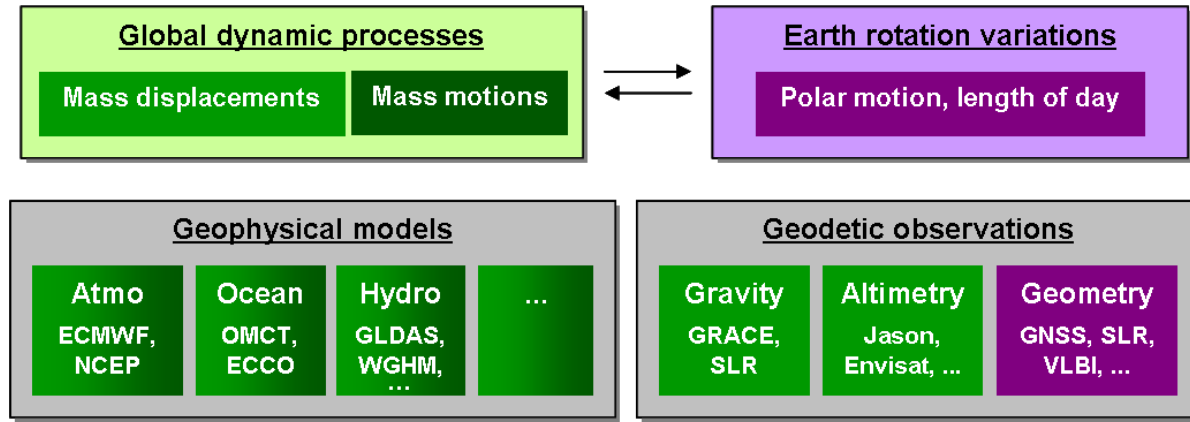 Global dynamic processes
Mass displacements
Mass motions
Earth rotation variations
Polar motion, length of day
Geophysical models
Atmo
ECMWF,
NCEP
Ocean
OMCT,
ECCO
Hydro
GLDAS,
WGHM,
...
...
Geodetic observations
Gravity
GRACE,
SLR
Altimetry
Jason,
Envisat, ...
Geometry
GNSS, SLR,
VLBI, ...